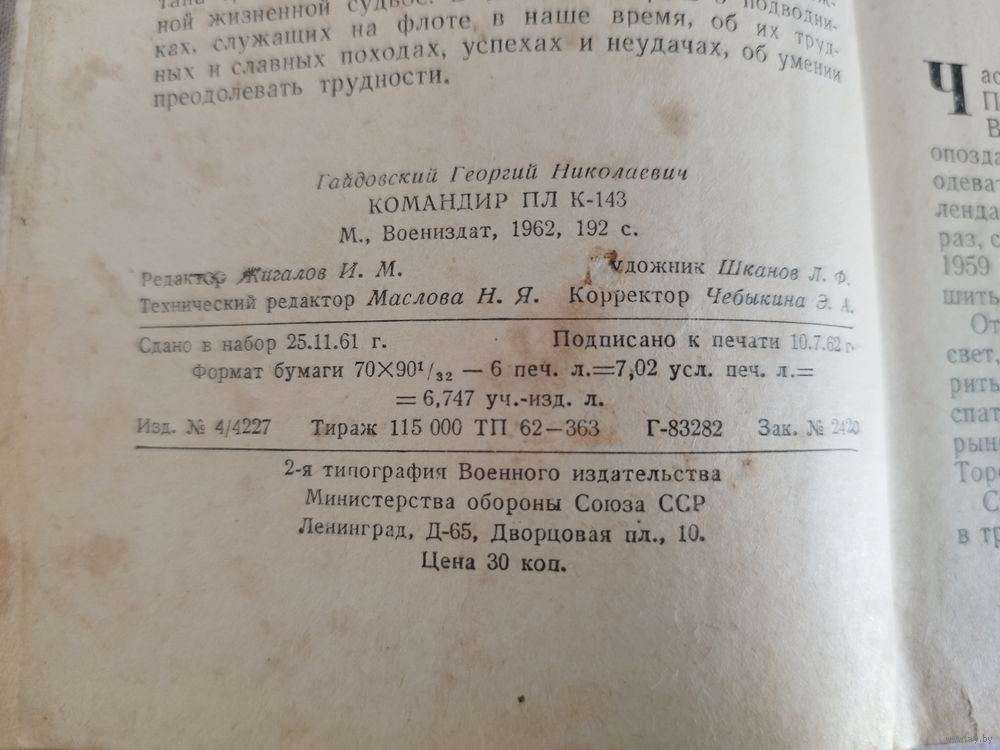 ной жизненной судьбе.
подводни-
ках, служащих на флоте в наше время, об их труд-
ных и славных походах, успехах и неудачах, об умении
преодолевать трудности.
Гайдовский Георгий Николаевич
КОМАНДИР ПЛ К-143
М., Воениздат, 1962, 192 с.
Редактор Жигалов И. М. удожник Шканов Л. Ф.
Технический редактор Маслова Н. Я. Корректор Чебыкина Э. А.
Сдано в набор 25.11.61 г. Подписано к печати 10.7.62 г.
Формат бумаги 70×90¹/₃₂ — 6 печ. л.=7,02 усл. печ. л.=
= 6,747 уч.-изд. л.
Изд. № 4/4227 Тираж 115 000 ТП 62—363 Г-83282 Зак. № 2420
2-я типография Военного издательства
Министерства обороны Союза ССР
Ленинград, Д-65, Дворцовая пл., 10.
Цена 30 коп.
Час
П
В
опозда
одеват
ленда
раз, с
1959
шить
От
свет,
рить
спат
рын
Торо
С
в тр